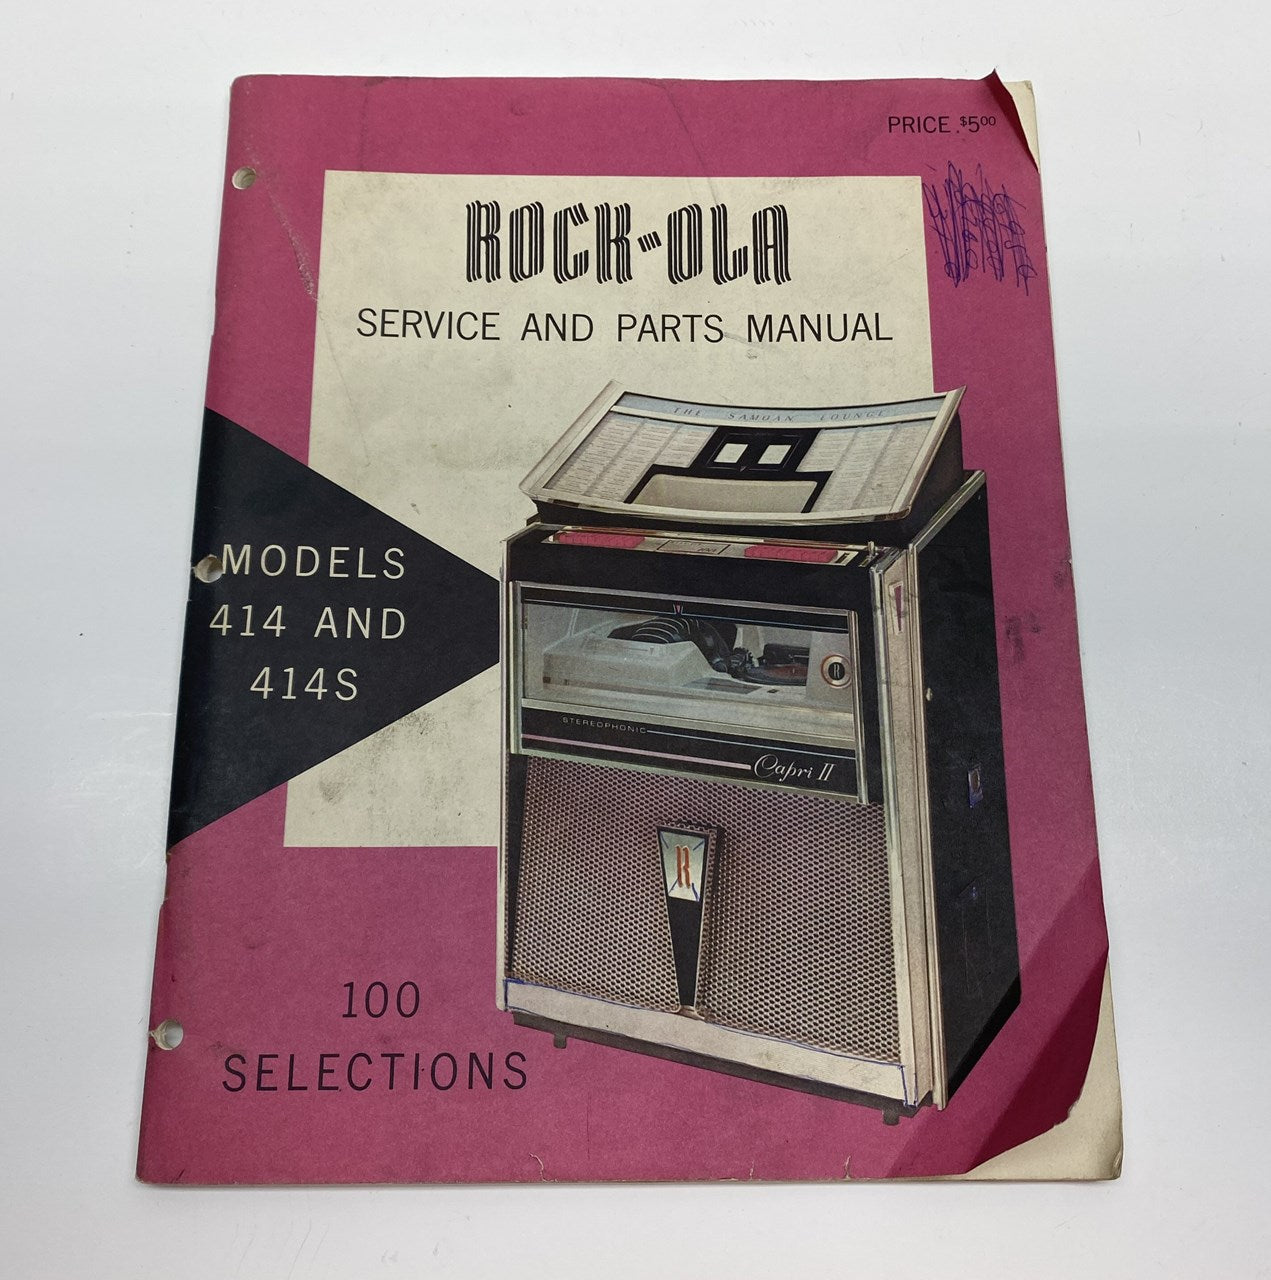 PRICE $5.00
ROCK-OLA
SERVICE AND PARTS MANUAL
THE SAMOAN LOUNGE
MODELS
414 AND
414S
R
STEREOPHONIC
Capri II
R
100
SELECTIONS